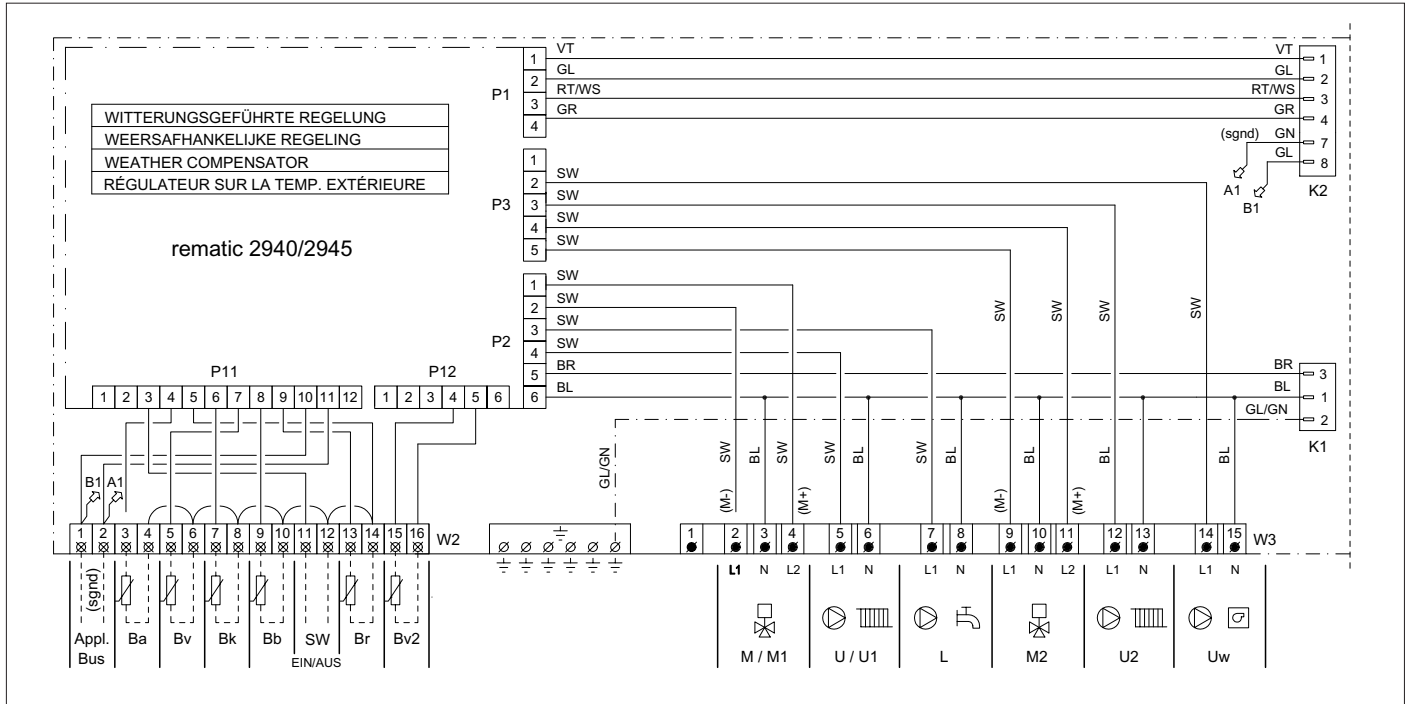 WITTERUNGSGEFÜHRTE REGELUNG
WEERSAFHANKELIJKE REGELING
WEATHER COMPENSATOR
RÉGULATEUR SUR LA TEMP. EXTÉRIEURE
rematic 2940/2945
P1
1 VT VT 1
2 GL GL 2
3 RT/WS RT/WS 3
4 GR GR 4
(sgnd) GN 7
GL 8
A1 B1 K2
P3
1
2 SW
3 SW
4 SW
5 SW
P2
1 SW
2 SW
3 SW
4 SW
5 BR BR 3
6 BL BL 1
GL/GN 2
K1
SW SW SW SW
P11
1 2 3 4 5 6 7 8 9 10 11 12
P12
1 2 3 4 5 6
B1 A1
GL/GN
SW BL SW SW BL SW BL SW BL SW BL BL
(M-) (M+) (M-) (M+)
1 2 3 4 5 6 7 8 9 10 11 12 13 14 15 16 W2
1 2 3 4 5 6 7 8 9 10 11 12 13 14 15 W3
L1 N L2 L1 N L1 N L1 N L2 L1 N L1 N
(sgnd)
Appl. Bus
Ba Bv Bk Bb SW Br Bv2
EIN/AUS
M / M1 U / U1 L M2 U2 Uw